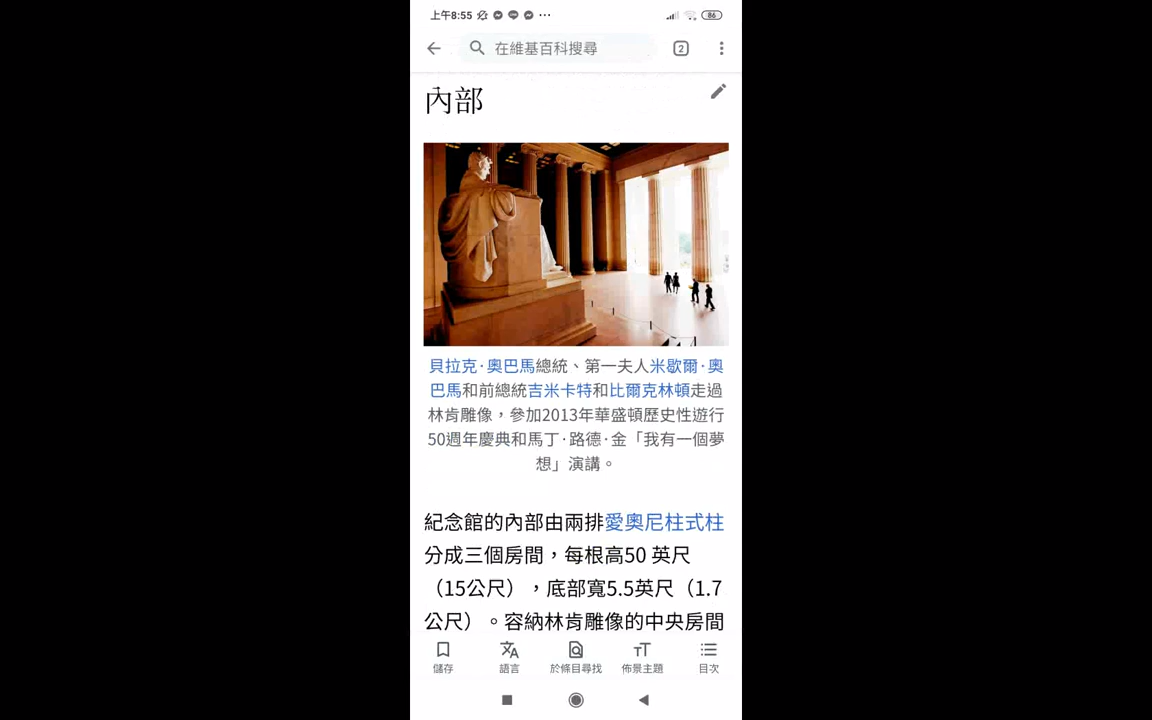 上午8:55
86
在維基百科搜尋
2
內部
貝拉克·奧巴馬總統、第一夫人米歇爾·奧
巴馬和前總統吉米卡特和比爾克林頓走過
林肯雕像，參加2013年華盛頓歷史性遊行
50週年慶典和馬丁·路德·金「我有一個夢
想」演講。
紀念館的內部由兩排愛奧尼柱式柱
分成三個房間，每根高50 英尺
（15公尺），底部寬5.5英尺（1.7
公尺）。容納林肯雕像的中央房間
儲存
語言
於條目尋找
佈景主題
目次